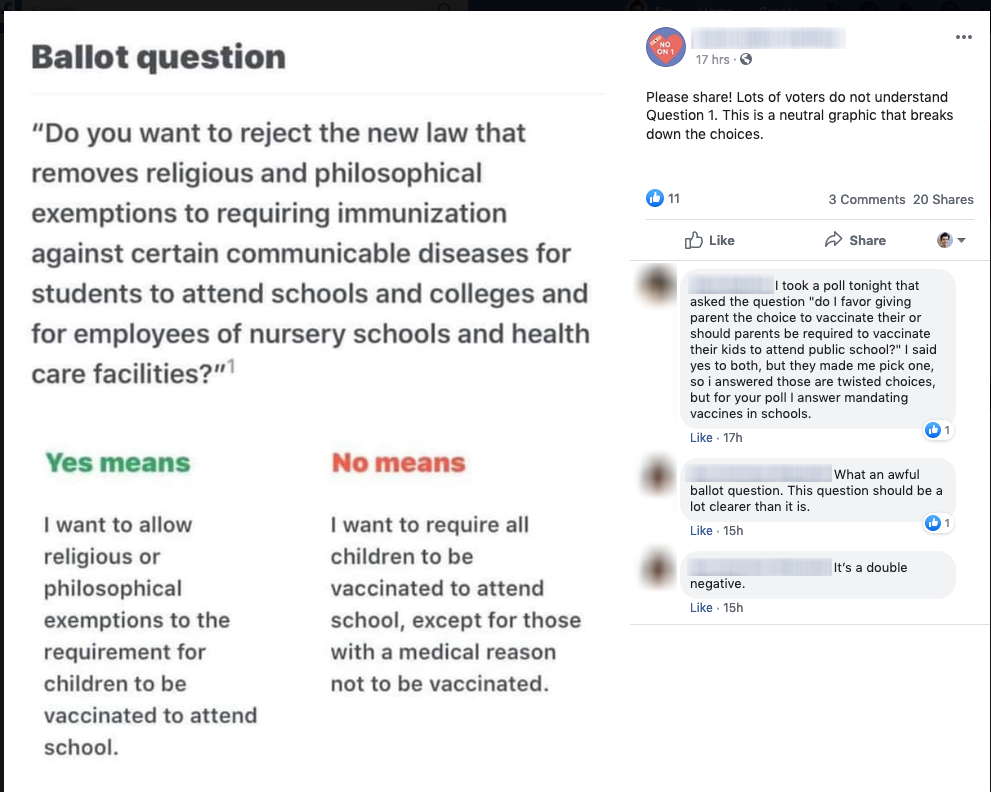 Ballot question
“Do you want to reject the new law that
removes religious and philosophical
exemptions to requiring immunization
against certain communicable diseases for
students to attend schools and colleges and
for employees of nursery schools and health
care facilities?”1
Yes means
I want to allow
religious or
philosophical
exemptions to the
requirement for
children to be
vaccinated to attend
school.
No means
I want to require all
children to be
vaccinated to attend
school, except for those
with a medical reason
not to be vaccinated.
NO
ON 1
17 hrs ·
Please share! Lots of voters do not understand
Question 1. This is a neutral graphic that breaks
down the choices.
11
3 Comments 20 Shares
Like
Share
I took a poll tonight that
asked the question "do I favor giving
parent the choice to vaccinate their or
should parents be required to vaccinate
their kids to attend public school?" I said
yes to both, but they made me pick one,
so i answered those are twisted choices,
but for your poll I answer mandating
vaccines in schools.
1
Like · 17h
What an awful
ballot question. This question should be a
lot clearer than it is.
1
Like · 15h
It’s a double
negative.
Like · 15h